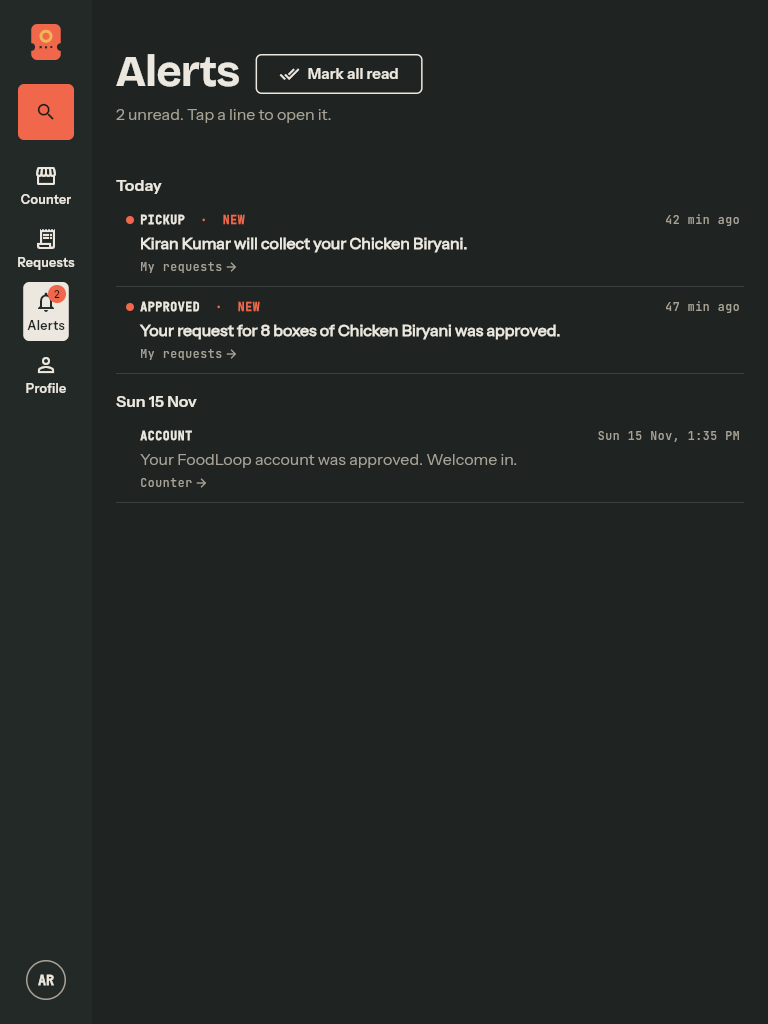 Alerts
Mark all read
2 unread. Tap a line to open it.
Counter
Requests
2
Alerts
Profile
AR
Today
PICKUP · NEW 42 min ago
Kiran Kumar will collect your Chicken Biryani.
My requests →
APPROVED · NEW 47 min ago
Your request for 8 boxes of Chicken Biryani was approved.
My requests →
Sun 15 Nov
ACCOUNT Sun 15 Nov, 1:35 PM
Your FoodLoop account was approved. Welcome in.
Counter →